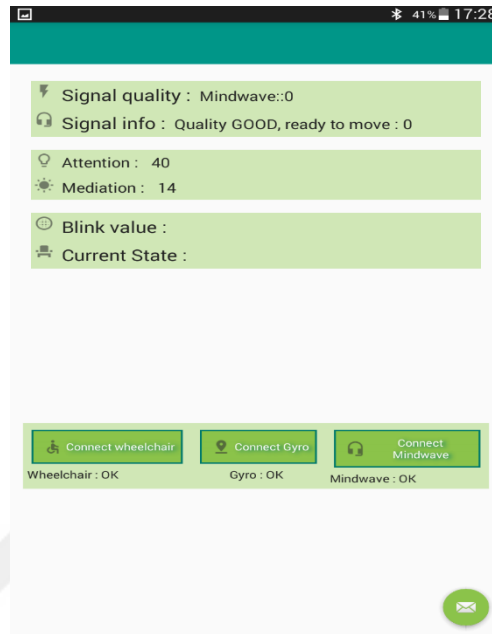 41% 17:28
Signal quality : Mindwave::0
Signal info : Quality GOOD, ready to move : 0
Attention : 40
Mediation : 14
Blink value :
Current State :
Connect wheelchair
Connect Gyro
Connect
Mindwave
Wheelchair : OK
Gyro : OK
Mindwave : OK